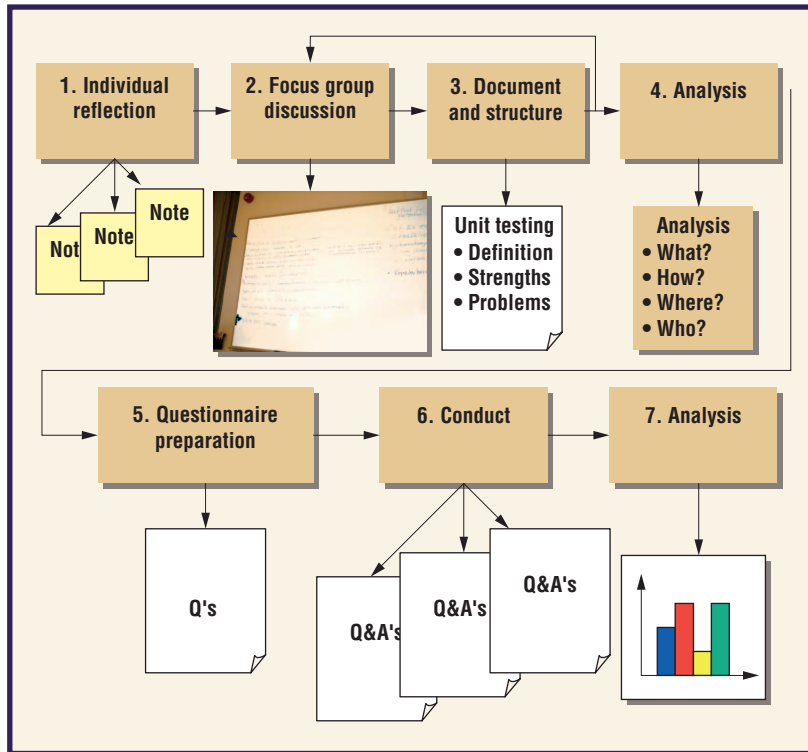 1. Individual
reflection
2. Focus group
discussion
3. Document
and structure
4. Analysis
Not
Note
Note
Unit testing
• Definition
• Strengths
• Problems
Analysis
• What?
• How?
• Where?
• Who?
5. Questionnaire
preparation
6. Conduct
7. Analysis
Q's
Q&A's
Q&A's
Q&A's